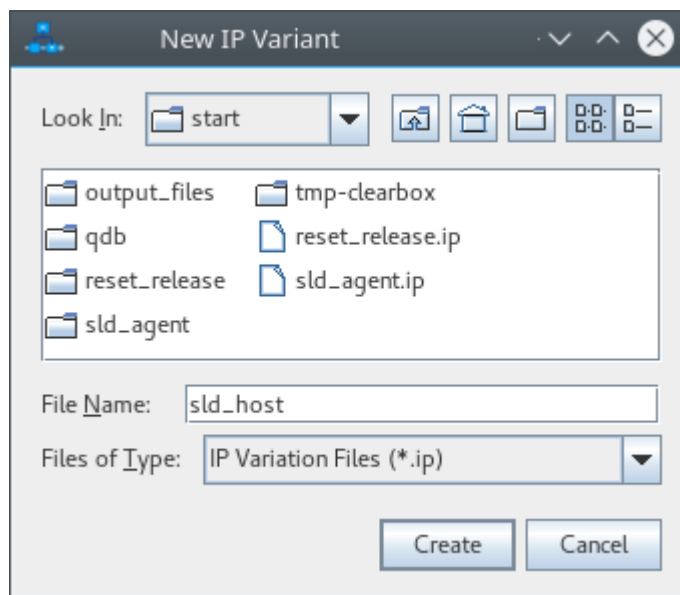 New IP Variant
Look In: start
output_files tmp-clearbox
qdb reset_release.ip
reset_release sld_agent.ip
sld_agent
File Name: sld_host
Files of Type: IP Variation Files (*.ip)
Create Cancel